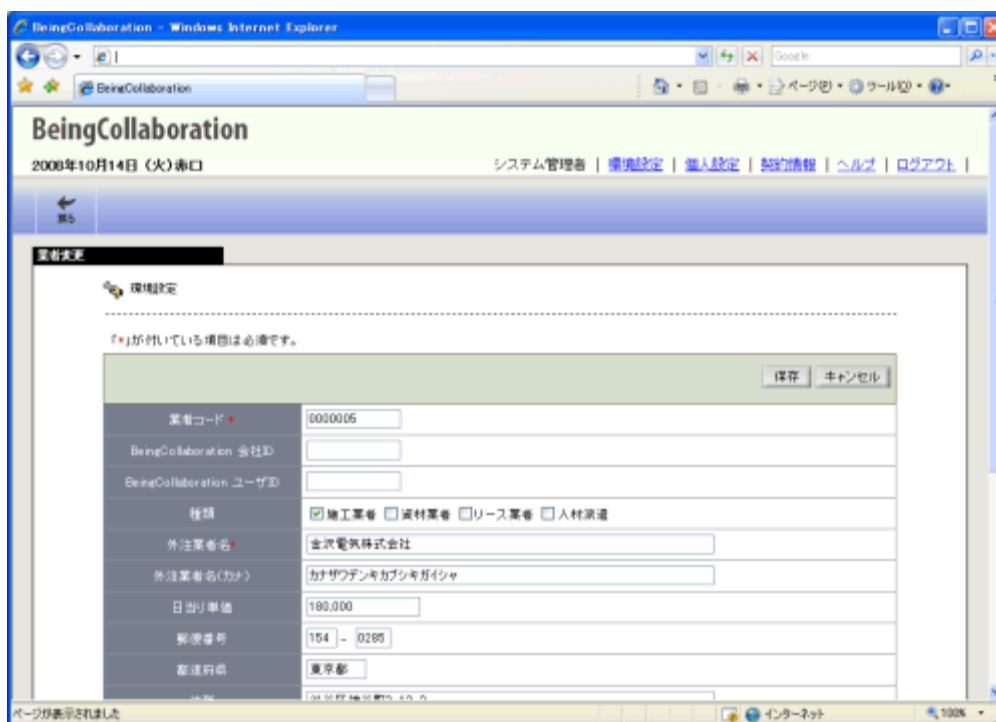 BeingCollaboration - Windows Internet Explorer
Google
BeingCollaboration
ページ(P) ツール(O)
BeingCollaboration
2008年10月14日 (火) 赤口
システム管理者 | 環境設定 | 個人設定 | 契約情報 | ヘルプ | ログアウト |
戻る
業者変更
環境設定
「*」が付いている項目は必須です。
保存 キャンセル
業者コード * 0000005
BeingCollaboration 会社ID
BeingCollaboration ユーザID
種類 施工業者 資材業者 リース業者 人材派遣
外注業者名* 金沢電気株式会社
外注業者名(カナ) カナザワデンキカブシキガイシャ
日当り単価 180,000
郵便番号 154 - 0285
都道府県 東京都
ページが表示されました インターネット 100%